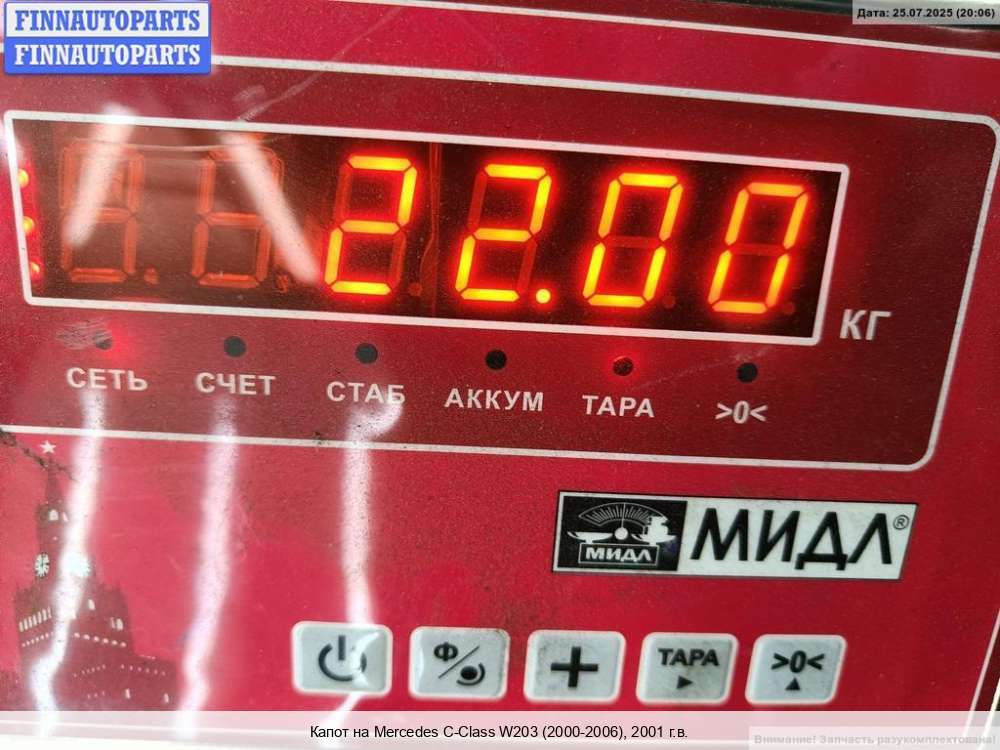 FINNAUTOPARTS
FINNAUTOPARTS
Дата: 25.07.2025 (20:06)
22.00
КГ
СЕТЬ СЧЕТ СТАБ АККУМ ТАРА >0<
МИДЛ МИДЛ®
Ф/ + ТАРА >0<
Капот на Mercedes C-Class W203 (2000-2006), 2001 г.в.
Внимание! Запчасть разукомплектована!